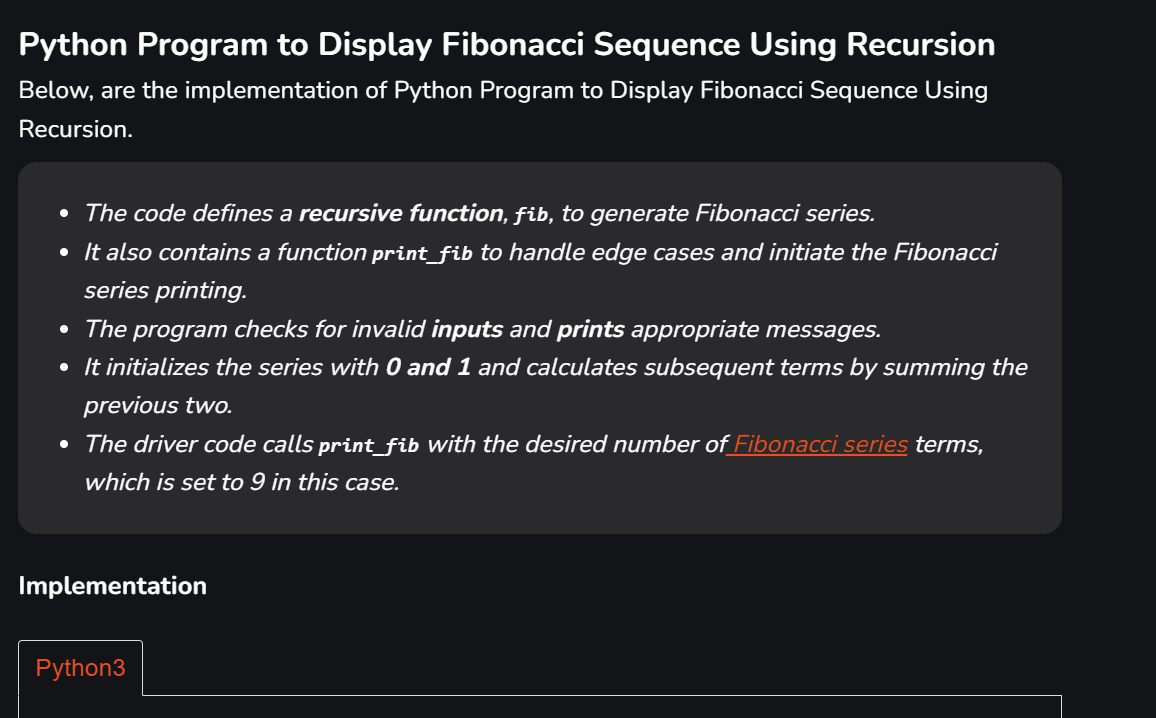 Python Program to Display Fibonacci Sequence Using Recursion
Below, are the implementation of Python Program to Display Fibonacci Sequence Using
Recursion.
• The code defines a recursive function, fib, to generate Fibonacci series.
• It also contains a function print_fib to handle edge cases and initiate the Fibonacci
series printing.
• The program checks for invalid inputs and prints appropriate messages.
• It initializes the series with 0 and 1 and calculates subsequent terms by summing the
previous two.
• The driver code calls print_fib with the desired number of Fibonacci series terms,
which is set to 9 in this case.
Implementation
Python3